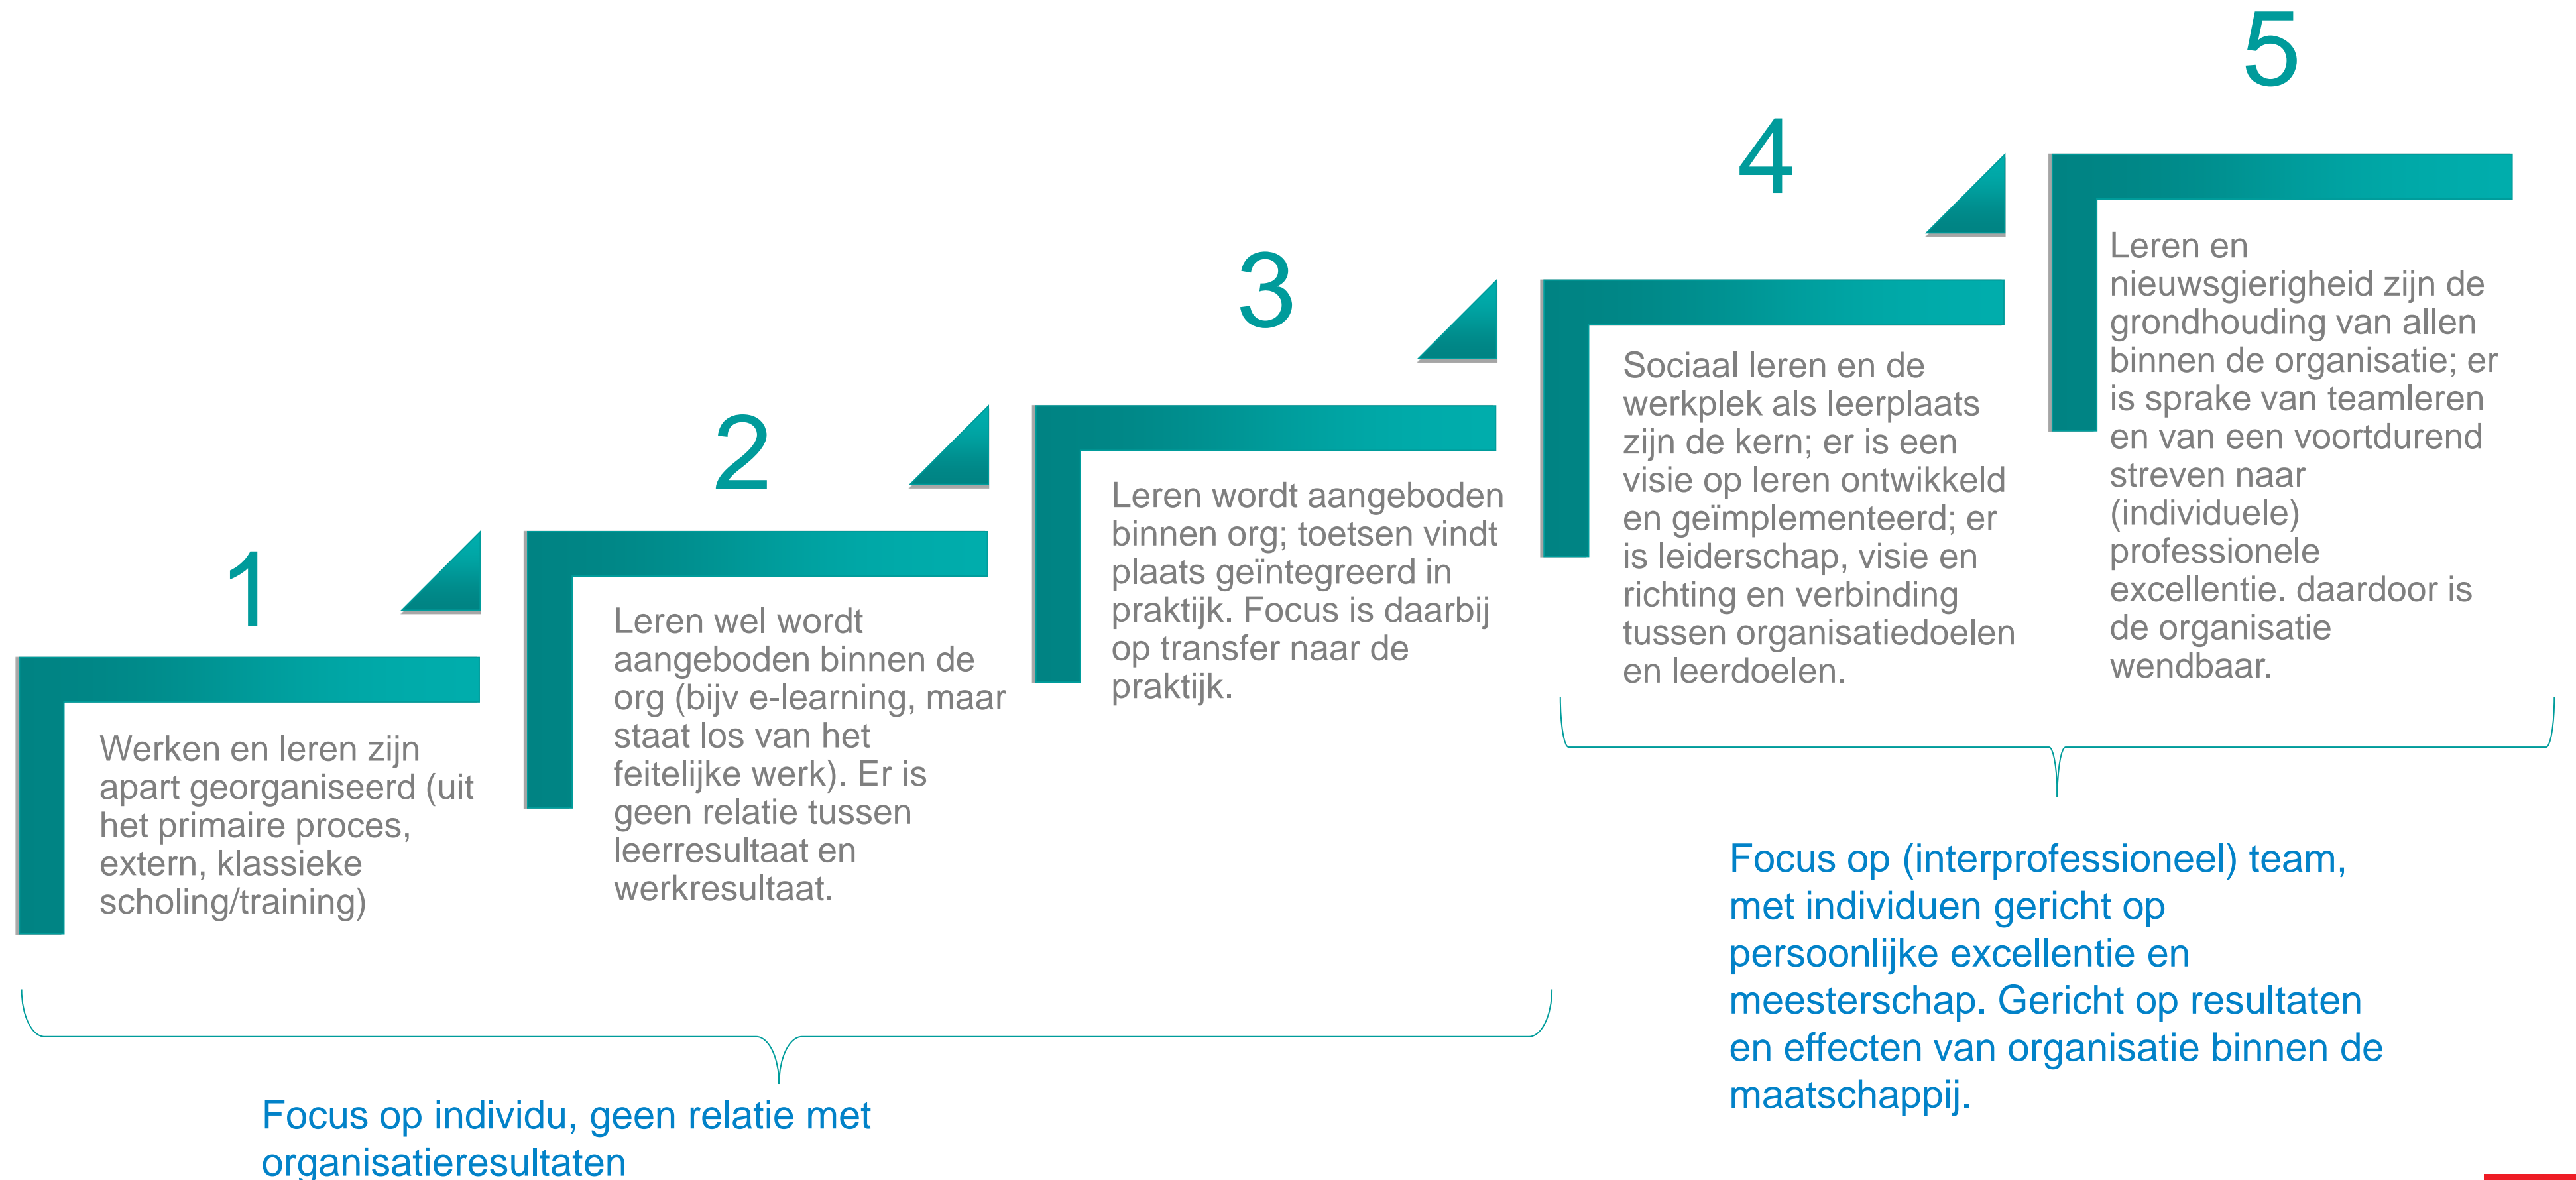 1
Werken en leren zijn
apart georganiseerd (uit
het primaire proces,
extern, klassieke
scholing/training)
2
Leren wel wordt
aangeboden binnen de
org (bijv e-learning, maar
staat los van het
feitelijke werk). Er is
geen relatie tussen
leerresultaat en
werkresultaat.
3
Leren wordt aangeboden
binnen org; toetsen vindt
plaats geïntegreerd in
praktijk. Focus is daarbij
op transfer naar de
praktijk.
4
Sociaal leren en de
werkplek als leerplaats
zijn de kern; er is een
visie op leren ontwikkeld
en geïmplementeerd; er
is leiderschap, visie en
richting en verbinding
tussen organisatiedoelen
en leerdoelen.
5
Leren en
nieuwsgierigheid zijn de
grondhouding van allen
binnen de organisatie; er
is sprake van teamleren
en van een voortdurend
streven naar
(individuele)
professionele
excellentie. daardoor is
de organisatie
wendbaar.
Focus op individu, geen relatie met
organisatieresultaten
Focus op (interprofessioneel) team,
met individuen gericht op
persoonlijke excellentie en
meesterschap. Gericht op resultaten
en effecten van organisatie binnen de
maatschappij.